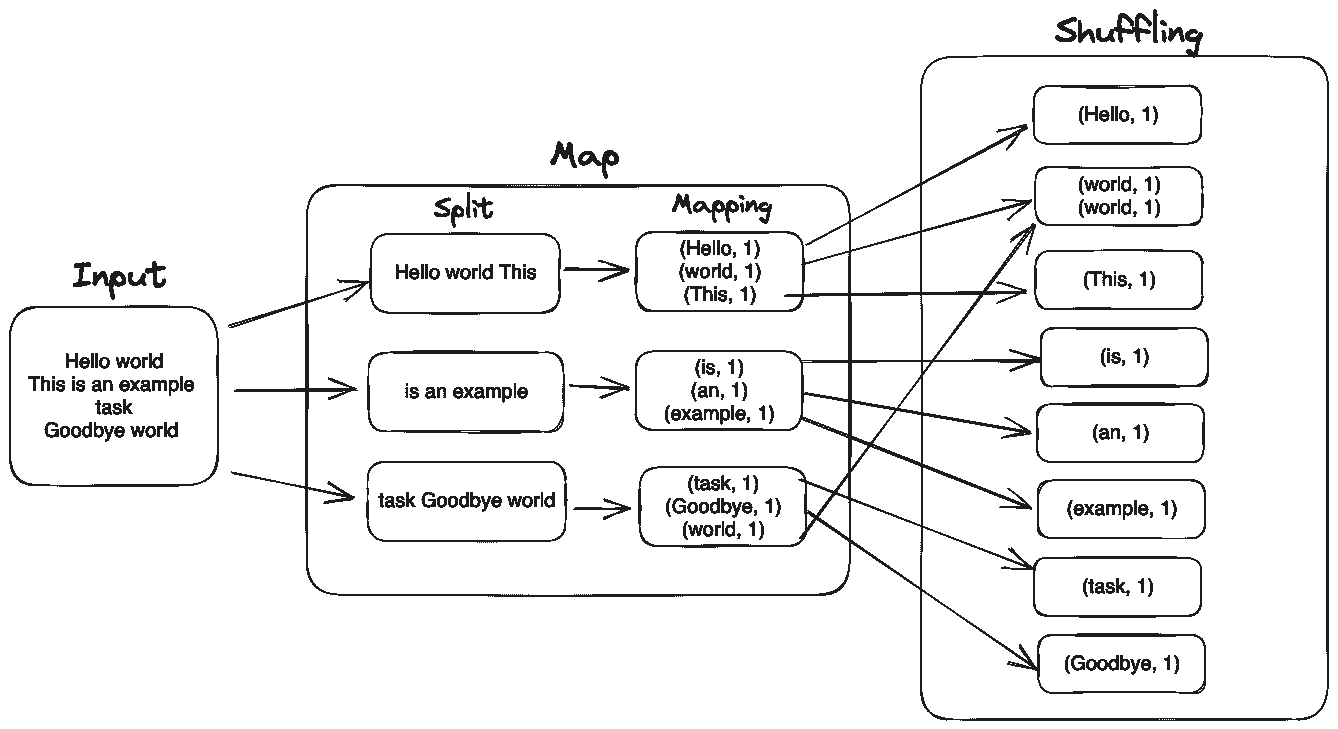 Shuffling
Map
Input
Hello world
This is an example
task
Goodbye world
Split
Hello world This
is an example
task Goodbye world
Mapping
(Hello, 1)
(world, 1)
(This, 1)
(is, 1)
(an, 1)
(example, 1)
(task, 1)
(Goodbye, 1)
(world, 1)
(Hello, 1)
(world, 1)
(world, 1)
(This, 1)
(is, 1)
(an, 1)
(example, 1)
(task, 1)
(Goodbye, 1)